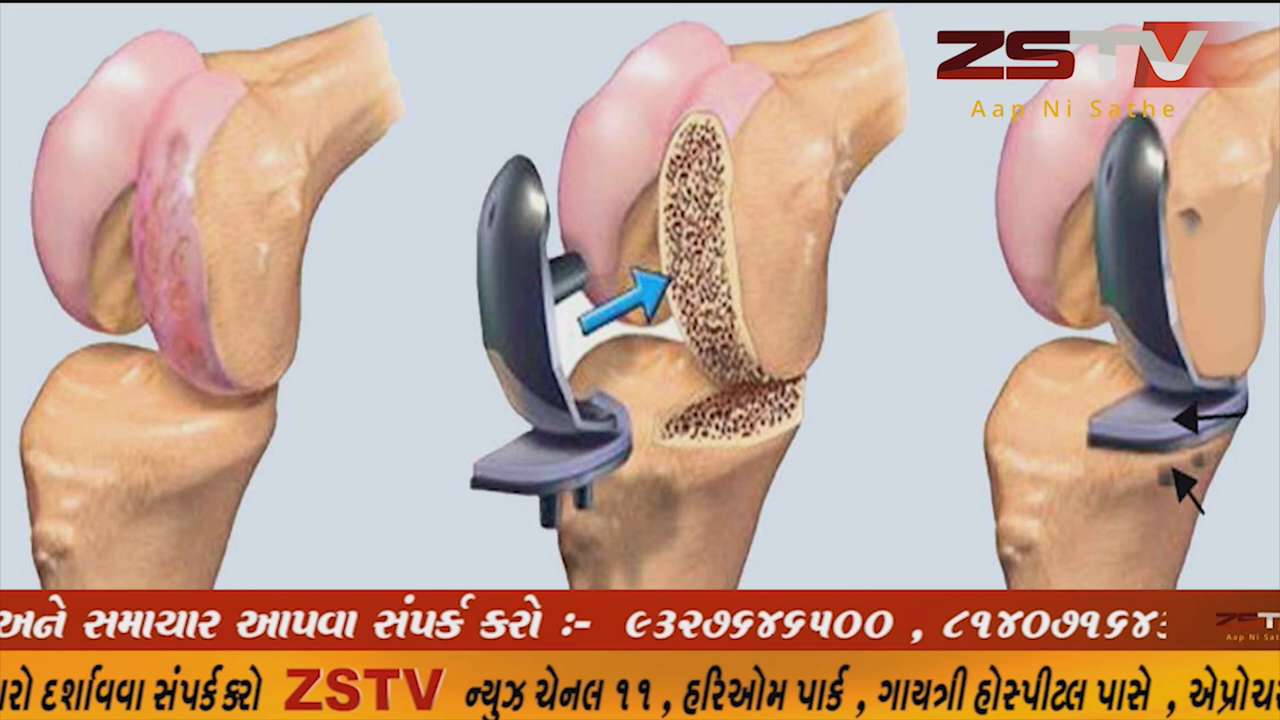 ZSTV
Aap Ni Sathe
અને સમાચાર આપવા સંપર્ક કરો :- ૯૩૨૭૬૪૬૫૦૦ ,
Aap Ni
દર્શાવવા સંપર્ક કરો ZSTV ન્યુઝ ચેનલ ૧૧ , હરિઓમ પાર્ક , ગાયત્રી હોસ્પીટલ પાસે ,